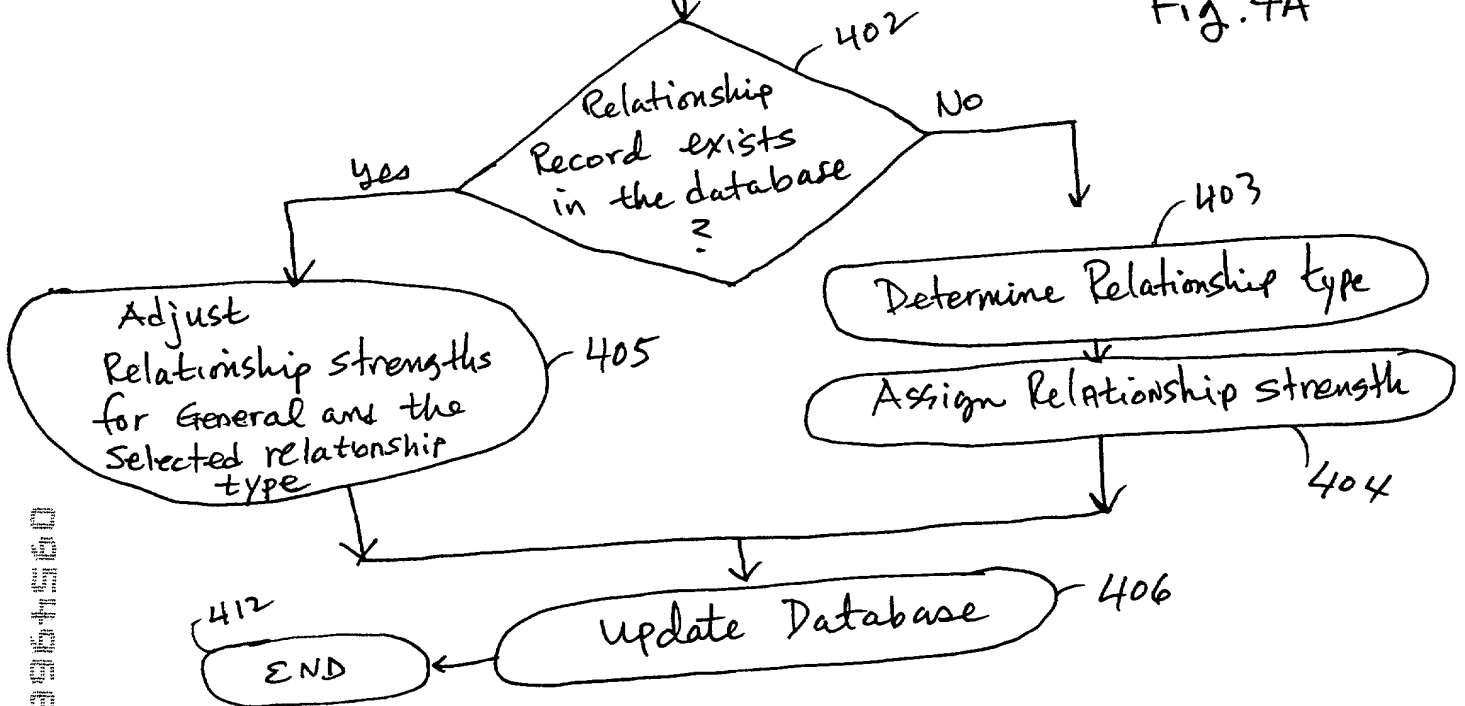 Fig. 4A
402
Relationship
Record exists
in the database
?
Yes
No
403
Determine Relationship type
Adjust
Relationship strengths
for General and the
Selected relationship
type
405
Assign Relationship strength
404
Update Database
406
412
END